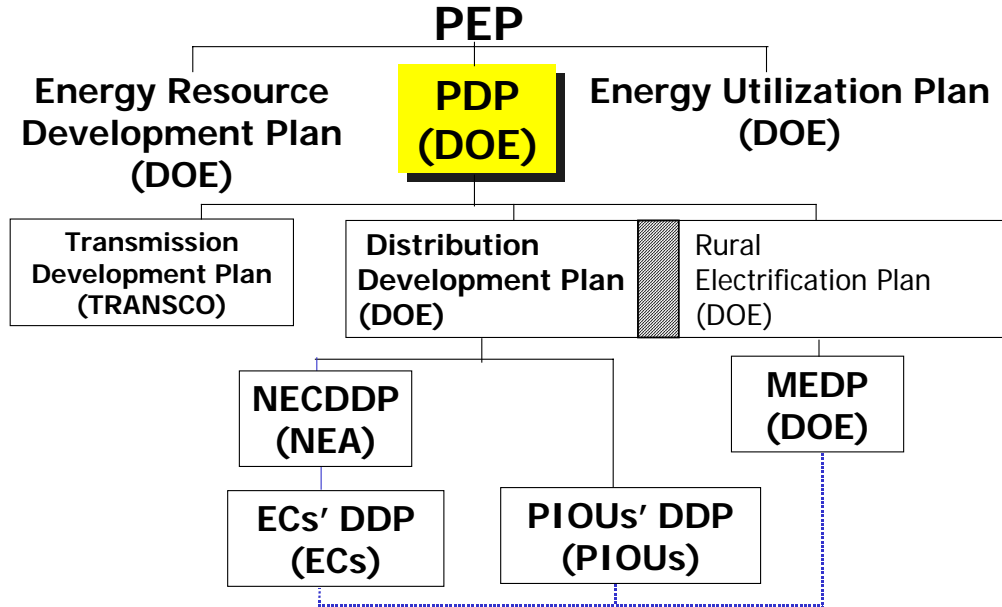 PEP
Energy Resource
Development Plan
(DOE)
PDP
(DOE)
Energy Utilization Plan
(DOE)
Transmission
Development Plan
(TRANSCO)
Distribution
Development Plan
(DOE)
Rural
Electrification Plan
(DOE)
NECDDP
(NEA)
MEDP
(DOE)
ECs’ DDP
(ECs)
PIOUs’ DDP
(PIOUs)